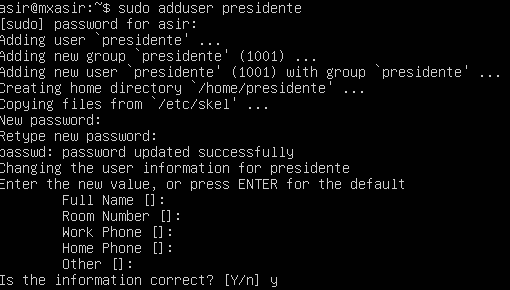 asir@mxasir:~$ sudo adduser presidente
[sudo] password for asir:
Adding user `presidente' ...
Adding new group `presidente' (1001) ...
Adding new user `presidente' (1001) with group `presidente' ...
Creating home directory `/home/presidente' ...
Copying files from `/etc/skel' ...
New password:
Retype new password:
passwd: password updated successfully
Changing the user information for presidente
Enter the new value, or press ENTER for the default
        Full Name []:
        Room Number []:
        Work Phone []:
        Home Phone []:
        Other []:
Is the information correct? [Y/n] y